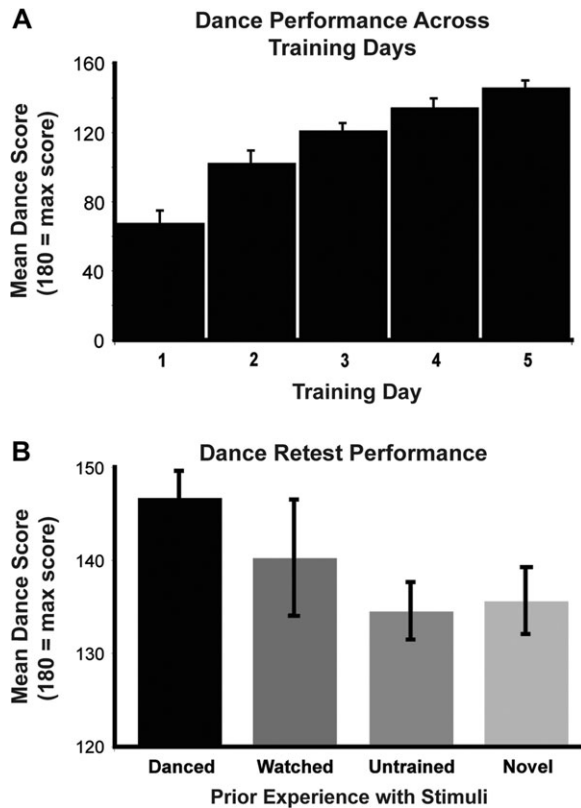 A
Dance Performance Across
Training Days
Mean Dance Score
(180 = max score)
160
120
80
40
0
1 2 3 4 5
Training Day
B
Dance Retest Performance
Mean Dance Score
(180 = max score)
150
140
130
120
Danced Watched Untrained Novel
Prior Experience with Stimuli